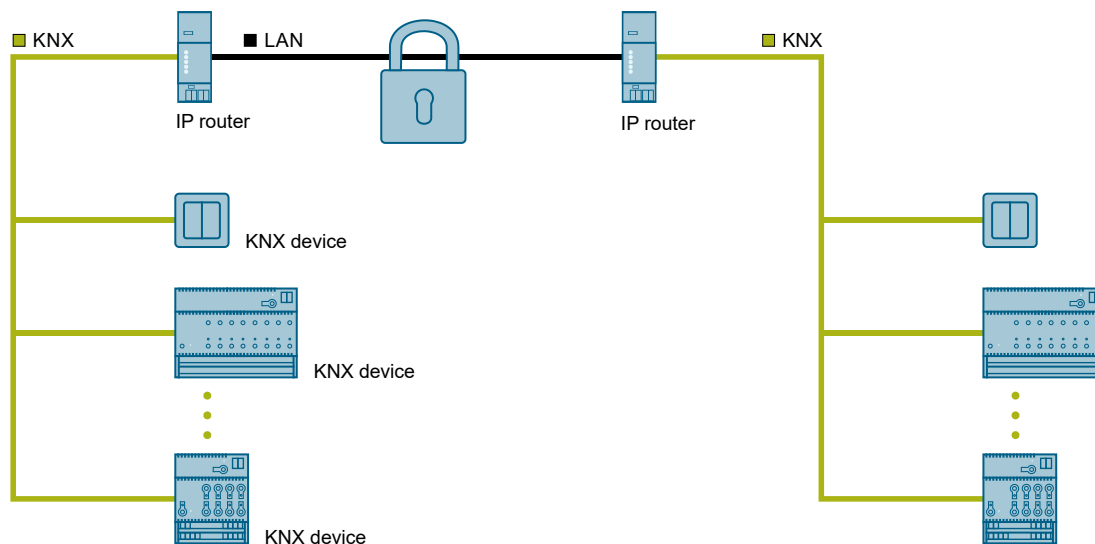 KNX
LAN
KNX
IP router
IP router
KNX device
KNX device
KNX device